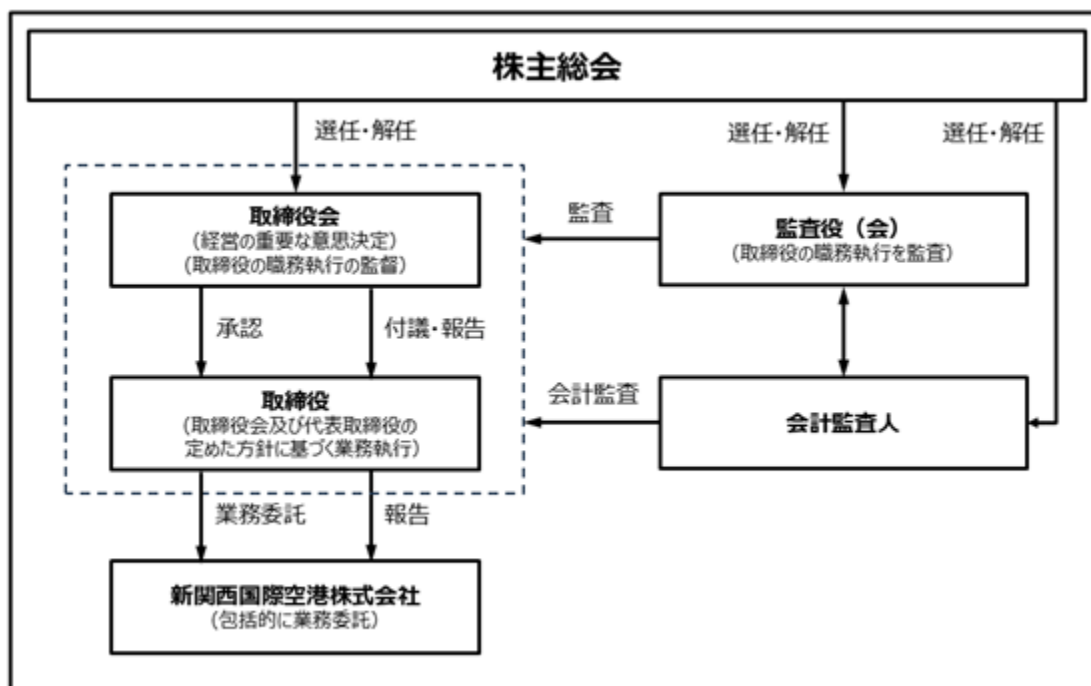 株主総会
選任・解任
選任・解任
選任・解任
取締役会
（経営の重要な意思決定）
（取締役の職務執行の監督）
監査
監査役（会）
（取締役の職務執行を監査）
承認
付議・報告
取締役
（取締役会及び代表取締役の
定めた方針に基づく業務執行）
会計監査
会計監査人
業務委託
報告
新関西国際空港株式会社
（包括的に業務委託）